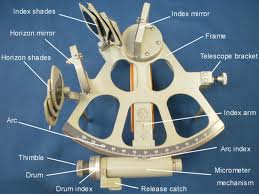 Index shades
Index mirror
Horizon mirror
Frame
Horizon shades
Telescope bracket
Index arm
Arc
Arc index
Thimble
Drum
Micrometer
mechanism
Drum index
Release catch